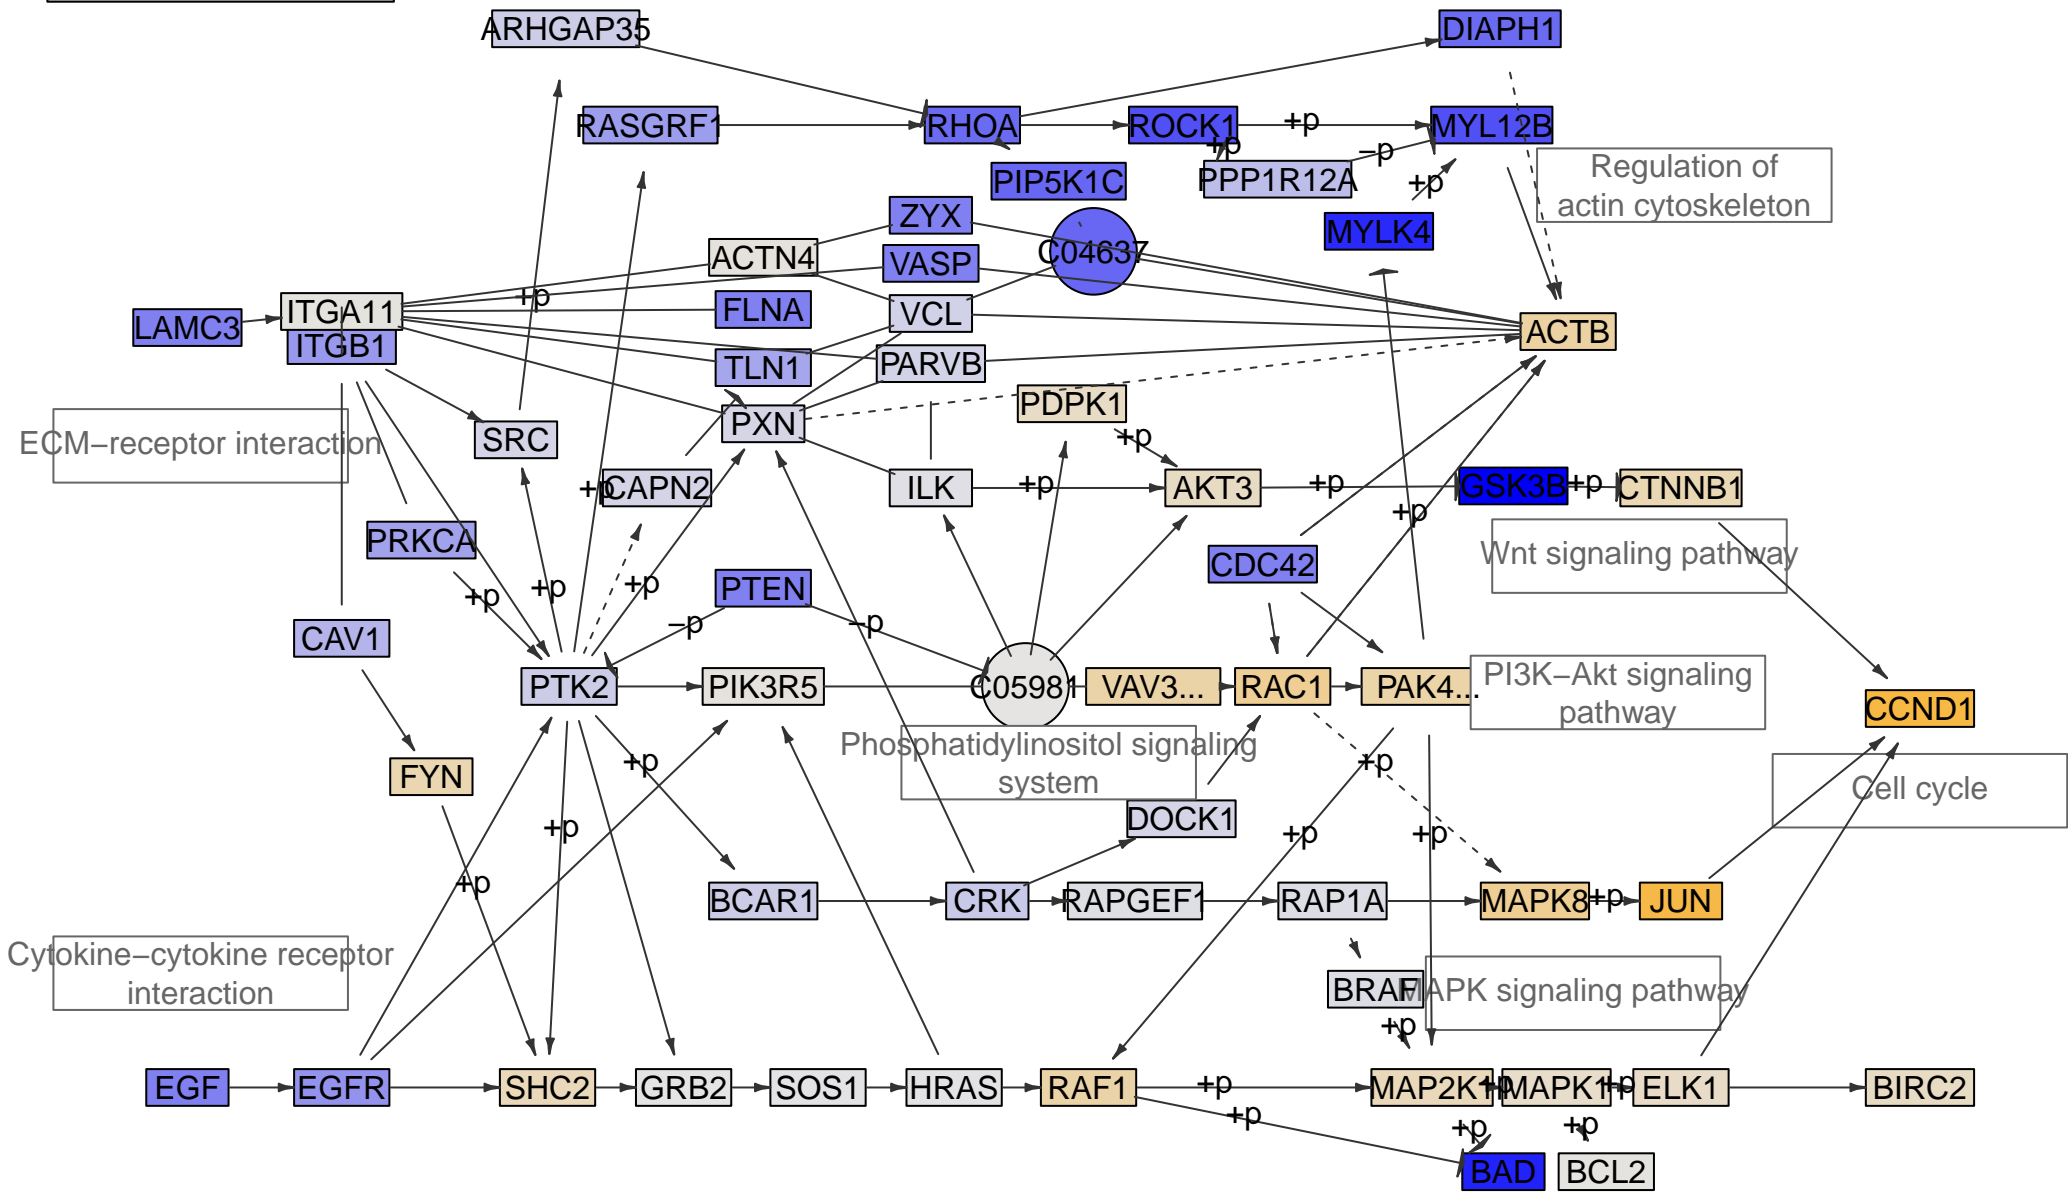 ARHGAP35
DIAPH1
RASGRF1
RHOA
ROCK1
+p
MYL12B
+p
−p
PIP5K1C
PPP1R12A
+p
Regulation of
actin cytoskeleton
ZYX
MYLK4
ACTN4
VASP
C04637
+p
ITGA11
FLNA
VCL
LAMC3
ITGB1
ACTB
TLN1
PARVB
PDPK1
PXN
+p
ECM−receptor interaction
SRC
+p
CAPN2
ILK
+p
AKT3
+p
GSK3B
+p
CTNNB1
+p
PRKCA
Wnt signaling pathway
CDC42
+p
+p
+p
PTEN
−p
−p
CAV1
PTK2
PIK3R5
C05981
VAV3...
RAC1
PAK4...
PI3K−Akt signaling
pathway
CCND1
Phosphatidylinositol signaling
system
FYN
+p
+p
Cell cycle
DOCK1
+p
+p
+p
+p
BCAR1
CRK
RAPGEF1
RAP1A
MAPK8
+p
JUN
Cytokine−cytokine receptor
interaction
BRAF
MAPK signaling pathway
+p
EGF
EGFR
SHC2
GRB2
SOS1
HRAS
RAF1
+p
MAP2K1
+p
MAPK1
+p
ELK1
BIRC2
+p
+p
+p
BAD
BCL2